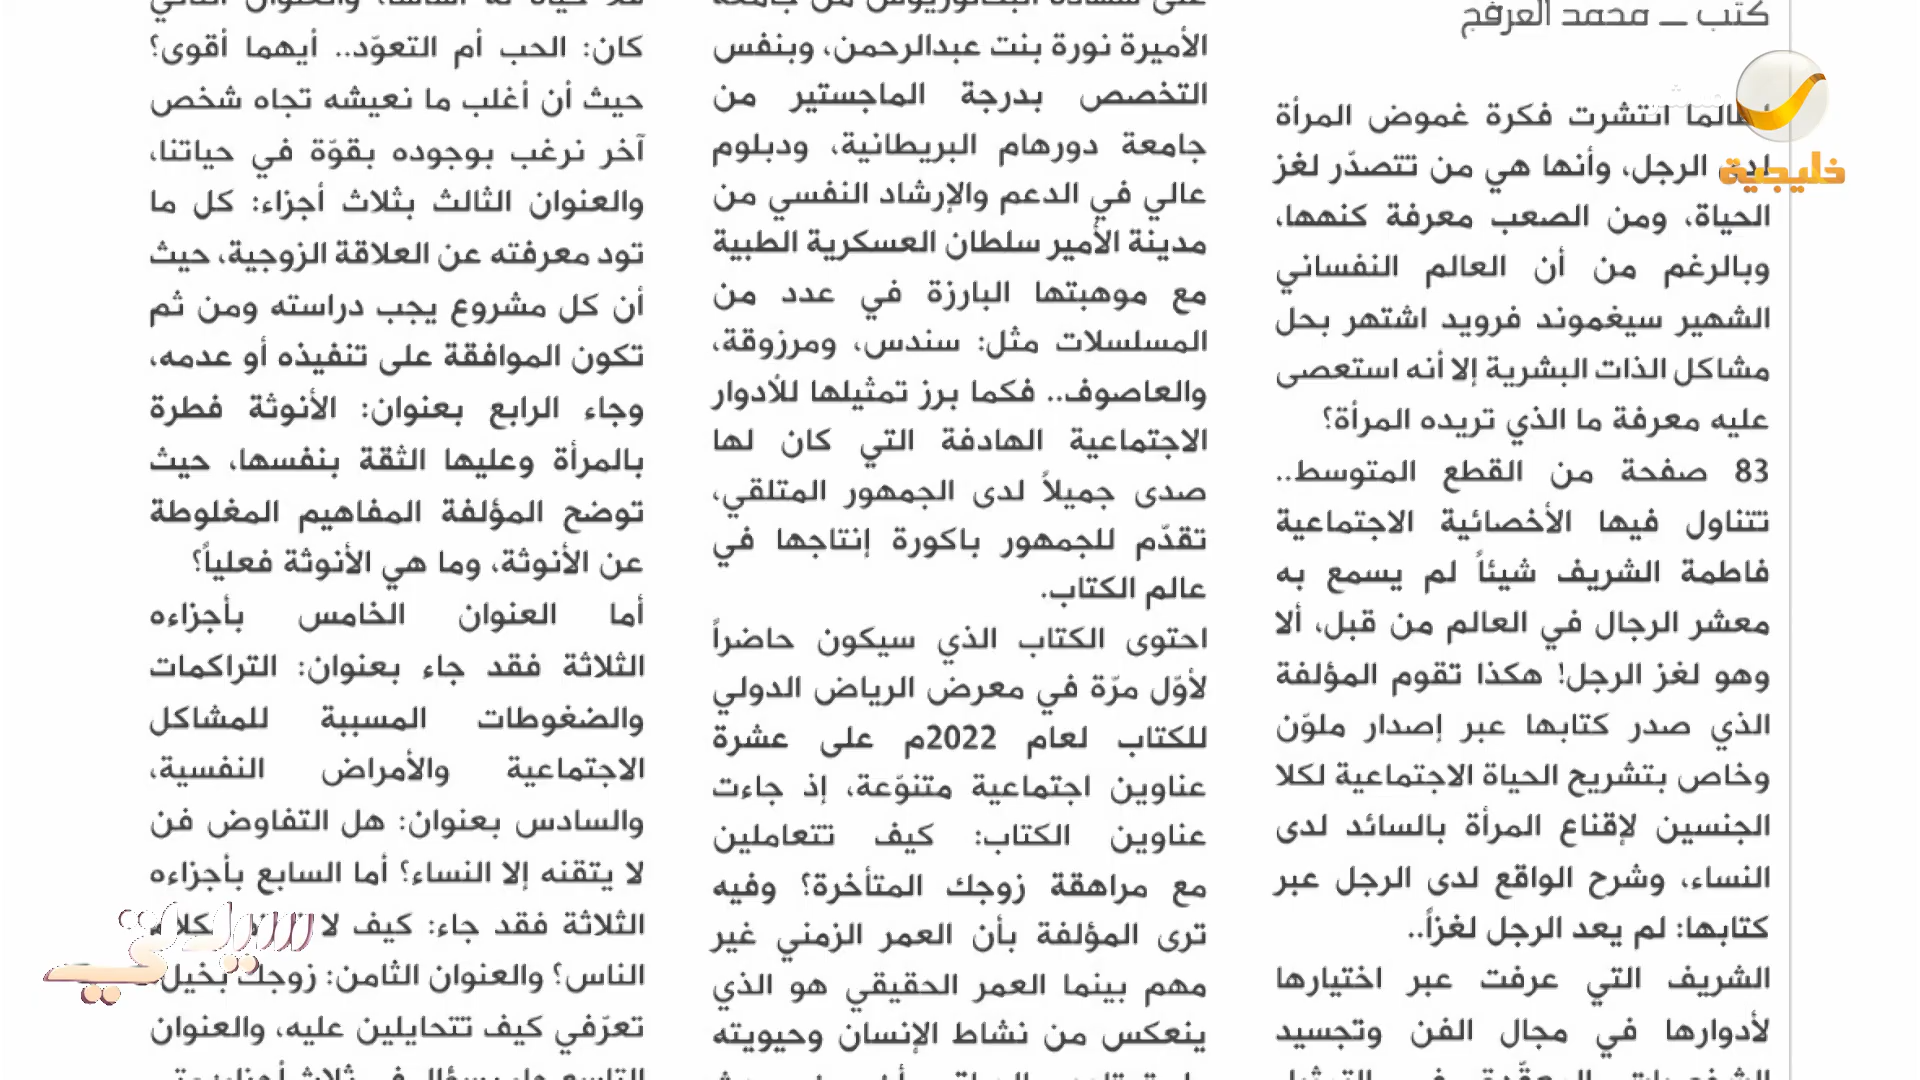 كتب ــ محمد العرفج
انتشرت فكرة غموض المرأة
لدى الرجل، وأنها هي من تتصدّر لغز
الحياة، ومن الصعب معرفة كنهها،
وبالرغم من أن العالم النفساني
الشهير سيغموند فرويد اشتهر بحل
مشاكل الذات البشرية إلا أنه استعصى
عليه معرفة ما الذي تريده المرأة؟
83 صفحة من القطع المتوسط..
تتناول فيها الأخصائية الاجتماعية
فاطمة الشريف شيئاً لم يسمع به
معشر الرجال في العالم من قبل، ألا
وهو لغز الرجل! هكذا تقوم المؤلفة
الذي صدر كتابها عبر إصدار ملوّن
وخاص بتشريح الحياة الاجتماعية لكلا
الجنسين لإقناع المرأة بالسائد لدى
النساء، وشرح الواقع لدى الرجل عبر
كتابها: لم يعد الرجل لغزاً..
الشريف التي عرفت عبر اختيارها
لأدوارها في مجال الفن وتجسيد
الأميرة نورة بنت عبدالرحمن، وبنفس
التخصص بدرجة الماجستير من
جامعة دورهام البريطانية، ودبلوم
عالي في الدعم والإرشاد النفسي من
مدينة الأمير سلطان العسكرية الطبية
مع موهبتها البارزة في عدد من
المسلسلات مثل: سندس، ومرزوقة،
والعاصوف.. فكما برز تمثيلها للأدوار
الاجتماعية الهادفة التي كان لها
صدى جميلاً لدى الجمهور المتلقي،
تقدّم للجمهور باكورة إنتاجها في
عالم الكتاب.
احتوى الكتاب الذي سيكون حاضراً
لأوّل مرّة في معرض الرياض الدولي
للكتاب لعام 2022م على عشرة
عناوين اجتماعية متنوّعة، إذ جاءت
عناوين الكتاب: كيف تتعاملين
مع مراهقة زوجك المتأخرة؟ وفيه
ترى المؤلفة بأن العمر الزمني غير
مهم بينما العمر الحقيقي هو الذي
ينعكس من نشاط الإنسان وحيويته
كان: الحب أم التعوّد.. أيهما أقوى؟
حيث أن أغلب ما نعيشه تجاه شخص
آخر نرغب بوجوده بقوّة في حياتنا،
والعنوان الثالث بثلاث أجزاء: كل ما
تود معرفته عن العلاقة الزوجية، حيث
أن كل مشروع يجب دراسته ومن ثم
تكون الموافقة على تنفيذه أو عدمه،
وجاء الرابع بعنوان: الأنوثة فطرة
بالمرأة وعليها الثقة بنفسها، حيث
توضح المؤلفة المفاهيم المغلوطة
عن الأنوثة، وما هي الأنوثة فعلياً؟
أما العنوان الخامس بأجزاءه
الثلاثة فقد جاء بعنوان: التراكمات
والضغوطات المسببة للمشاكل
الاجتماعية والأمراض النفسية،
والسادس بعنوان: هل التفاوض فن
لا يتقنه إلا النساء؟ أما السابع بأجزاءه
الثلاثة فقد جاء: كيف لا
الناس؟ والعنوان الثامن: زوجك بخيل
تعرّفي كيف تتحايلين عليه، والعنوان
خليجية
سيدتي